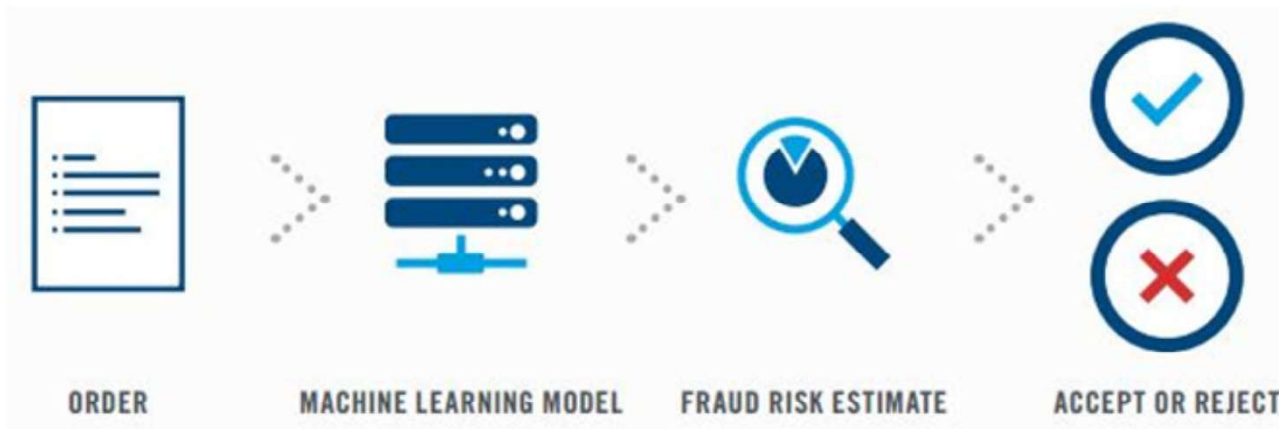 ORDER
MACHINE LEARNING MODEL
FRAUD RISK ESTIMATE
ACCEPT OR REJECT